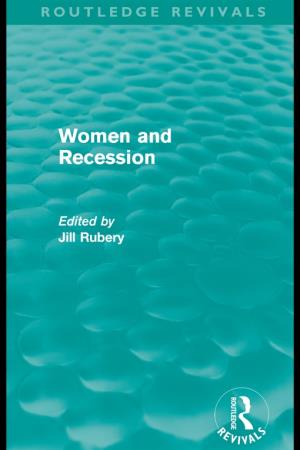 ROUTLEDGE REVIVALS
Women and
Recession
Edited by
Jill Rubery
ROUTLEDGE
REVIVALS